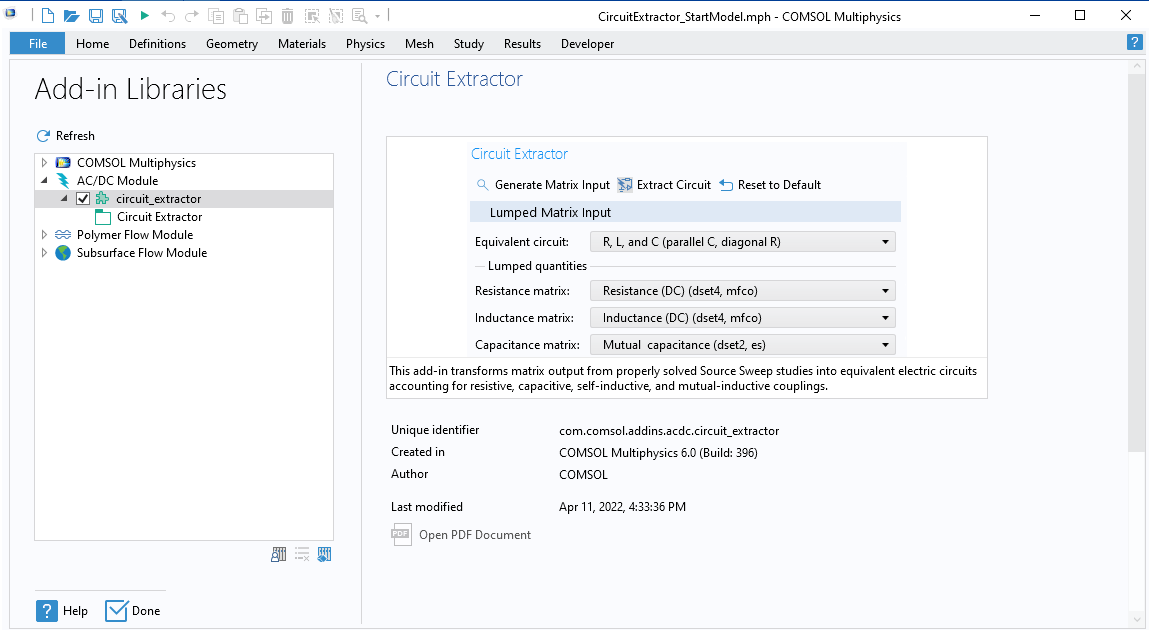 CircuitExtractor_StartModel.mph - COMSOL Multiphysics
File Home Definitions Geometry Materials Physics Mesh Study Results Developer ?
Add-in Libraries
Refresh
COMSOL Multiphysics
AC/DC Module
circuit_extractor
Circuit Extractor
Polymer Flow Module
Subsurface Flow Module
? Help Done
Circuit Extractor
Circuit Extractor
Generate Matrix Input Extract Circuit Reset to Default
Lumped Matrix Input
Equivalent circuit: R, L, and C (parallel C, diagonal R)
Lumped quantities
Resistance matrix: Resistance (DC) (dset4, mfco)
Inductance matrix: Inductance (DC) (dset4, mfco)
Capacitance matrix: Mutual capacitance (dset2, es)
This add-in transforms matrix output from properly solved Source Sweep studies into equivalent electric circuits
accounting for resistive, capacitive, self-inductive, and mutual-inductive couplings.
Unique identifier com.comsol.addins.acdc.circuit_extractor
Created in COMSOL Multiphysics 6.0 (Build: 396)
Author COMSOL
Last modified Apr 11, 2022, 4:33:36 PM
PDF Open PDF Document